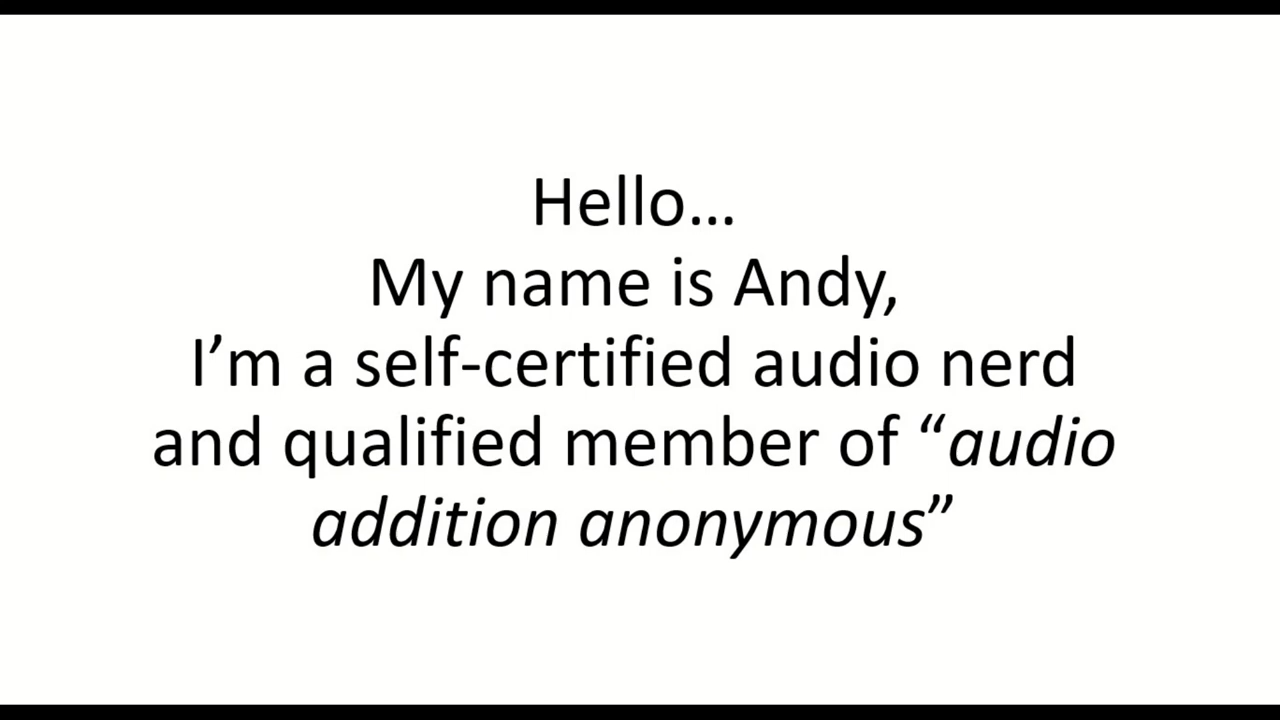 Hello…
My name is Andy,
I’m a self-certified audio nerd
and qualified member of “audio
addition anonymous”